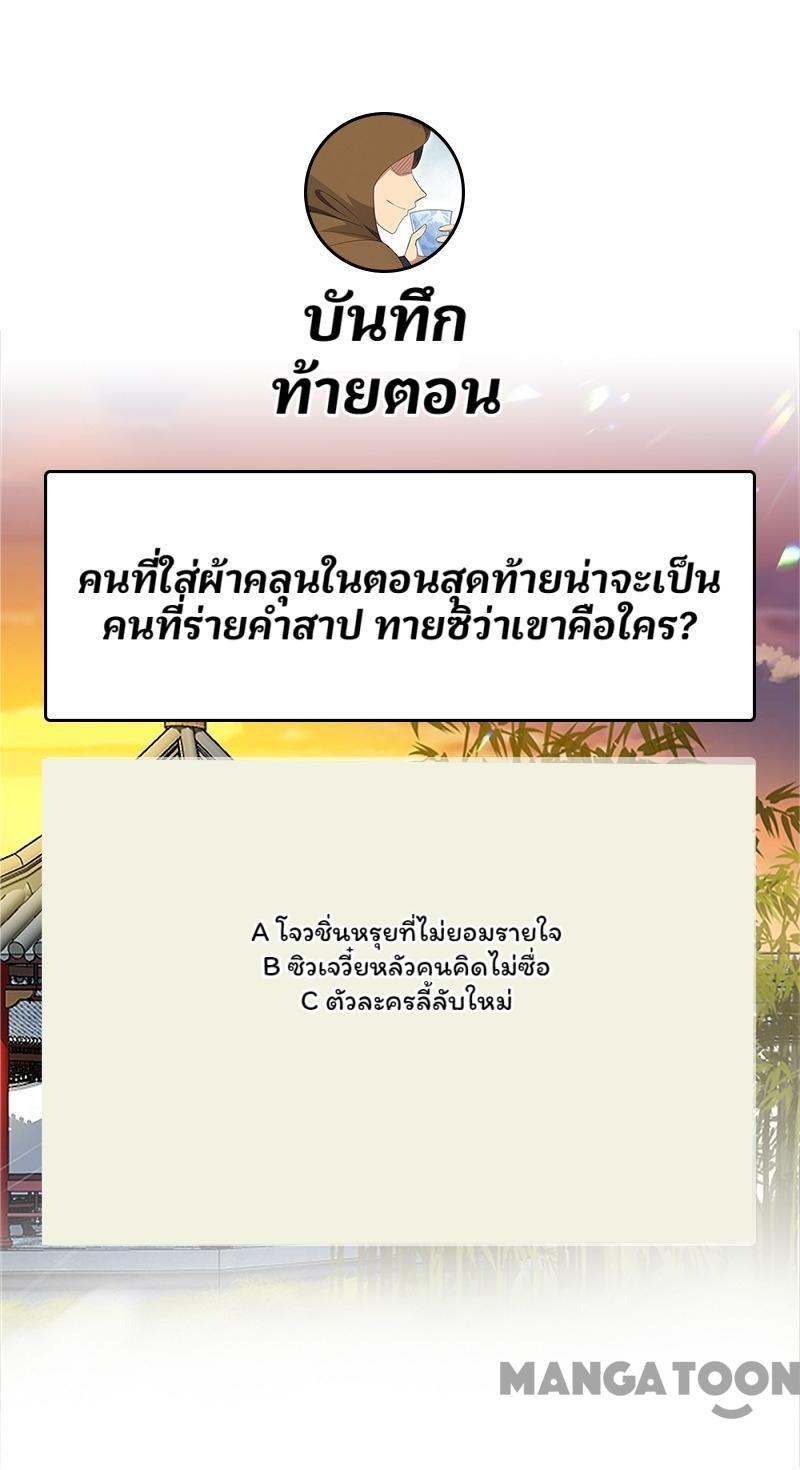 บันทึก
ท้ายตอน
คนที่ใส่ผ้าคลุมในตอนสุดท้ายน่าจะเป็น
คนที่ร่ายคำสาป ทายซิว่าเขาคือใคร?
A โจวชิ่นหรุยที่ไม่ยอมรายใจ
B ซิวเจวี๋ยหลัวคนคิดไม่ซื่อ
C ตัวละครลี้ลับใหม่
MANGATOON